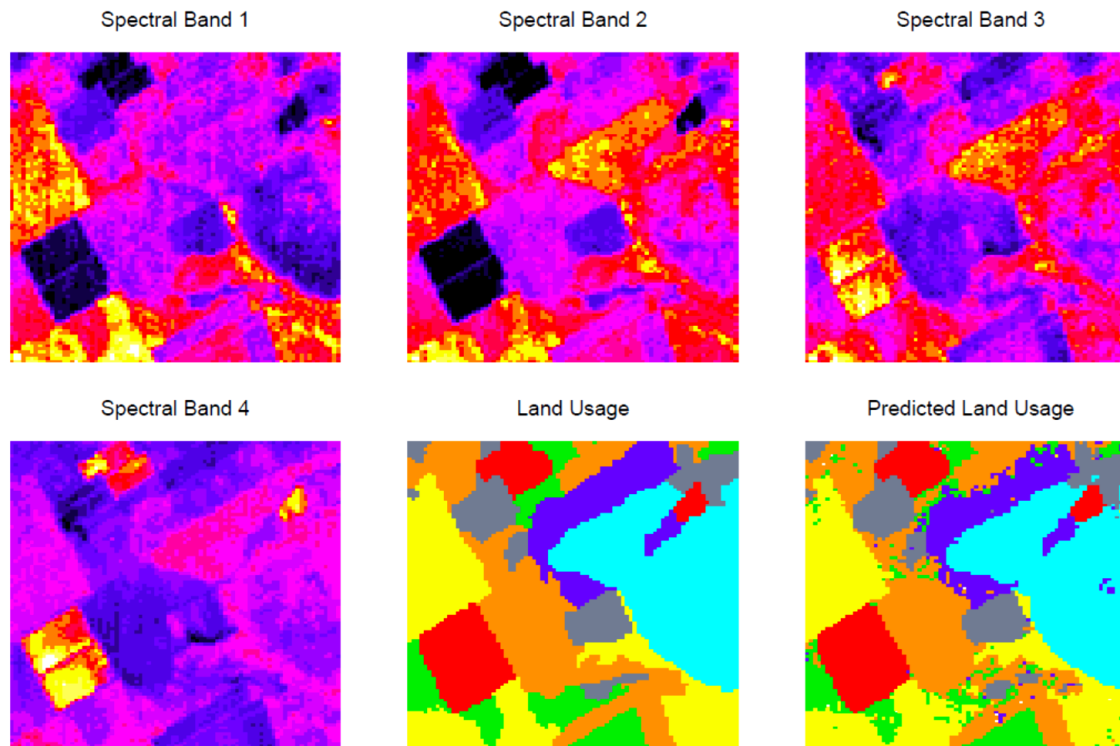 Spectral Band 1
Spectral Band 2
Spectral Band 3
Spectral Band 4
Land Usage
Predicted Land Usage